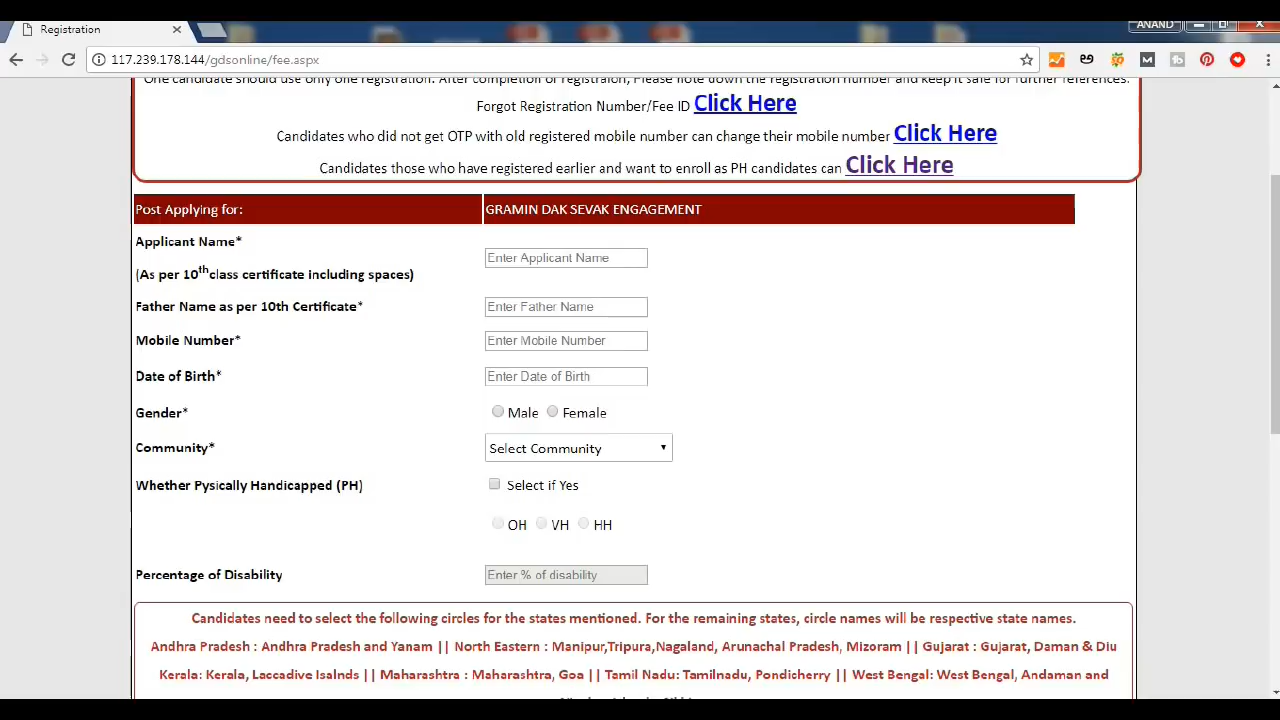 Registration
ANAND
117.239.178.144/gdsonline/fee.aspx
One candidate should use only one registration. After completion of registraion, Please note down the registration number and keep it safe for further references.
Forgot Registration Number/Fee ID Click Here
Candidates who did not get OTP with old registered mobile number can change their mobile number Click Here
Candidates those who have registered earlier and want to enroll as PH candidates can Click Here
Post Applying for: GRAMIN DAK SEVAK ENGAGEMENT
Applicant Name*
(As per 10thclass certificate including spaces)
Enter Applicant Name
Father Name as per 10th Certificate* Enter Father Name
Mobile Number* Enter Mobile Number
Date of Birth* Enter Date of Birth
Gender* Male Female
Community* Select Community
Whether Pysically Handicapped (PH) Select if Yes
OH VH HH
Percentage of Disability Enter % of disability
Candidates need to select the following circles for the states mentioned. For the remaining states, circle names will be respective state names.
Andhra Pradesh : Andhra Pradesh and Yanam || North Eastern : Manipur,Tripura,Nagaland, Arunachal Pradesh, Mizoram || Gujarat : Gujarat, Daman & Diu
Kerala: Kerala, Laccadive Isalnds || Maharashtra : Maharashtra, Goa || Tamil Nadu: Tamilnadu, Pondicherry || West Bengal: West Bengal, Andaman and